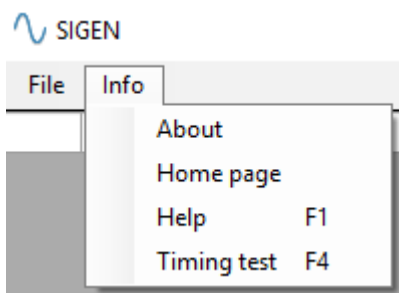 SIGEN
File Info
About
Home page
Help F1
Timing test F4